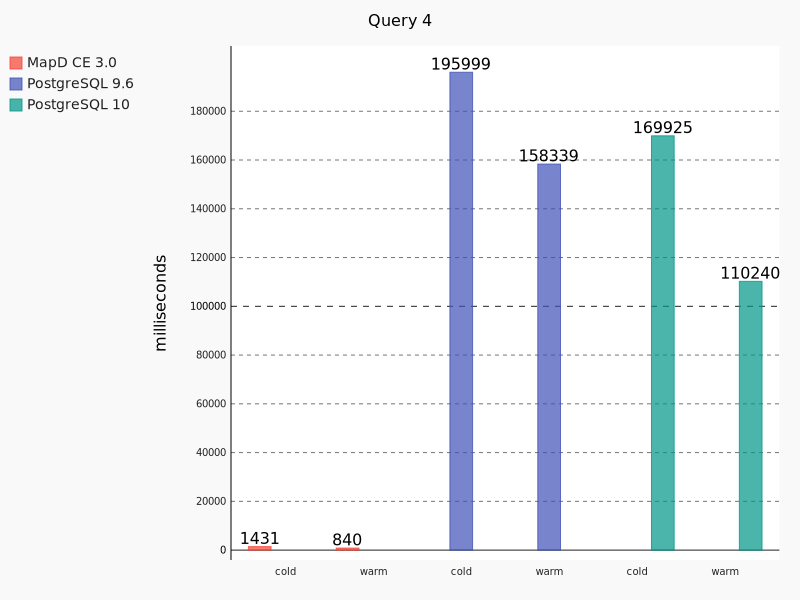 Query 4
MapD CE 3.0
PostgreSQL 9.6
PostgreSQL 10
milliseconds
180000
160000
140000
120000
100000
80000
60000
40000
20000
0
1431
840
195999
158339
169925
110240
cold
warm
cold
warm
cold
warm